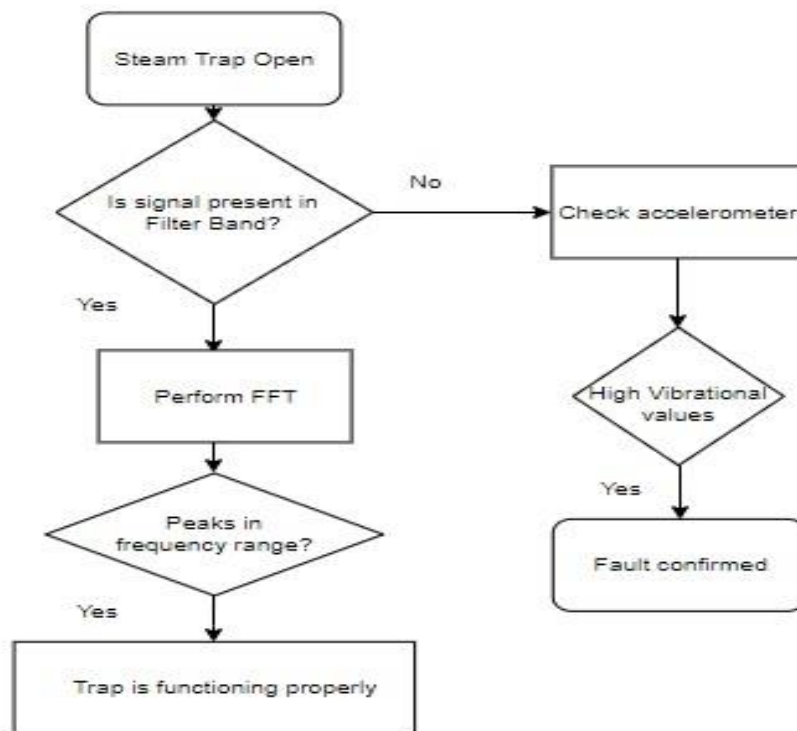 Steam Trap Open
Is signal present in
Filter Band?
No
Check accelerometer
Yes
Perform FFT
High Vibrational
values
Yes
Peaks in
frequency range?
Fault confirmed
Yes
Trap is functioning properly